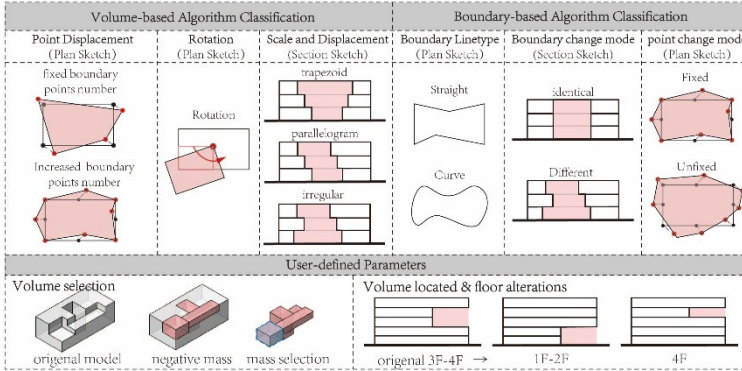 Volume-based Algorithm Classification
Boundary-based Algorithm Classification
Point Displacement
(Plan Sketch)
Rotation
(Plan Sketch)
Scale and Displacement
(Section Sketch)
Boundary Linetype
(Plan Sketch)
Boundary change mode
(Section Sketch)
point change mode
(Plan Sketch)
fixed boundary
points number
Increased boundary
points number
Rotation
trapezoid
parallelogram
irregular
Straight
Curve
identical
Different
Fixed
Unfixed
User-defined Parameters
Volume selection
origenal model
negative mass
mass selection
Volume located & floor alterations
origenal 3F-4F →
1F-2F
4F